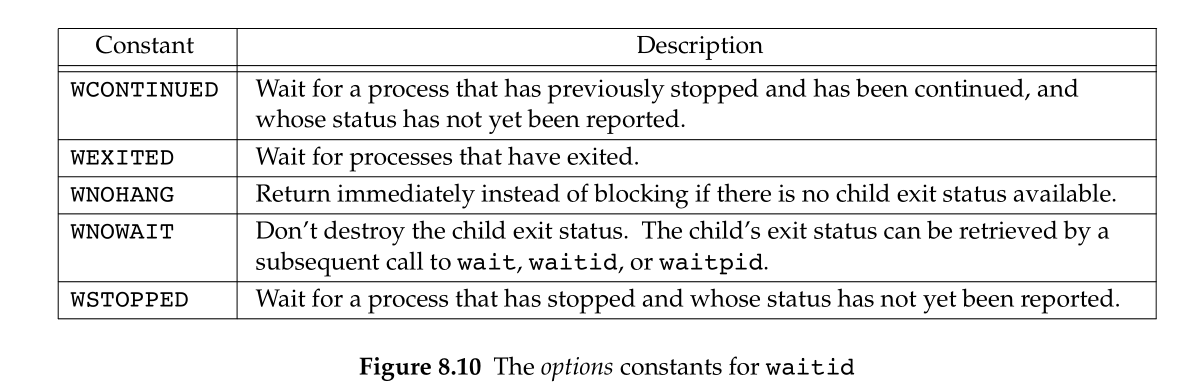 Constant Description
WCONTINUED Wait for a process that has previously stopped and has been continued, and
whose status has not yet been reported.
WEXITED Wait for processes that have exited.
WNOHANG Return immediately instead of blocking if there is no child exit status available.
WNOWAIT Don’t destroy the child exit status. The child’s exit status can be retrieved by a
subsequent call to wait, waitid, or waitpid.
WSTOPPED Wait for a process that has stopped and whose status has not yet been reported.
Figure 8.10 The options constants for waitid